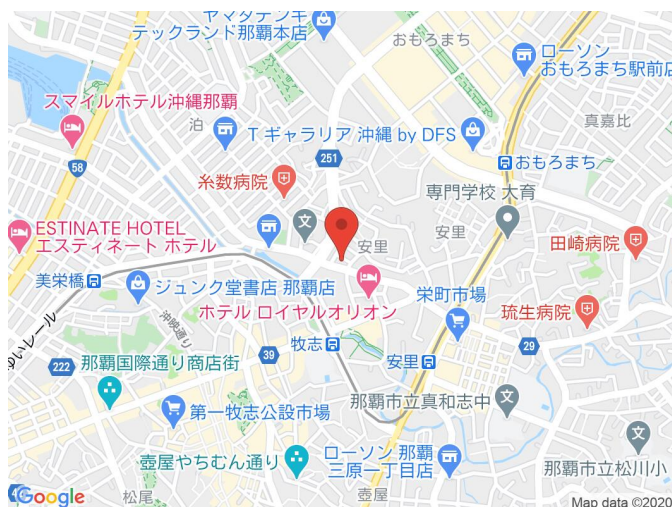 ヤマダデンキ
テックランド那覇本店
おもろまち
ローソン
おもろまち駅前店
スマイルホテル沖縄那覇
泊
T ギャラリア 沖縄 by DFS
真嘉比
58
251
おもろまち
糸数病院
専門学校 大育
ESTINATE HOTEL
エスティネート ホテル
文
安里
安里
田崎病院
美栄橋
ジュンク堂書店 那覇店
ホテル ロイヤルオリオン
栄町市場
琉生病院
沖映通り
ゆいレール
牧志
39
29
222
那覇国際通り商店街
安里
第一牧志公設市場
那覇市立真和志中
文
壺屋やちむん通り
ローソン 那覇
三原一丁目店
文
那覇市立松川小
松尾
壺屋
Google
Map data ©2020